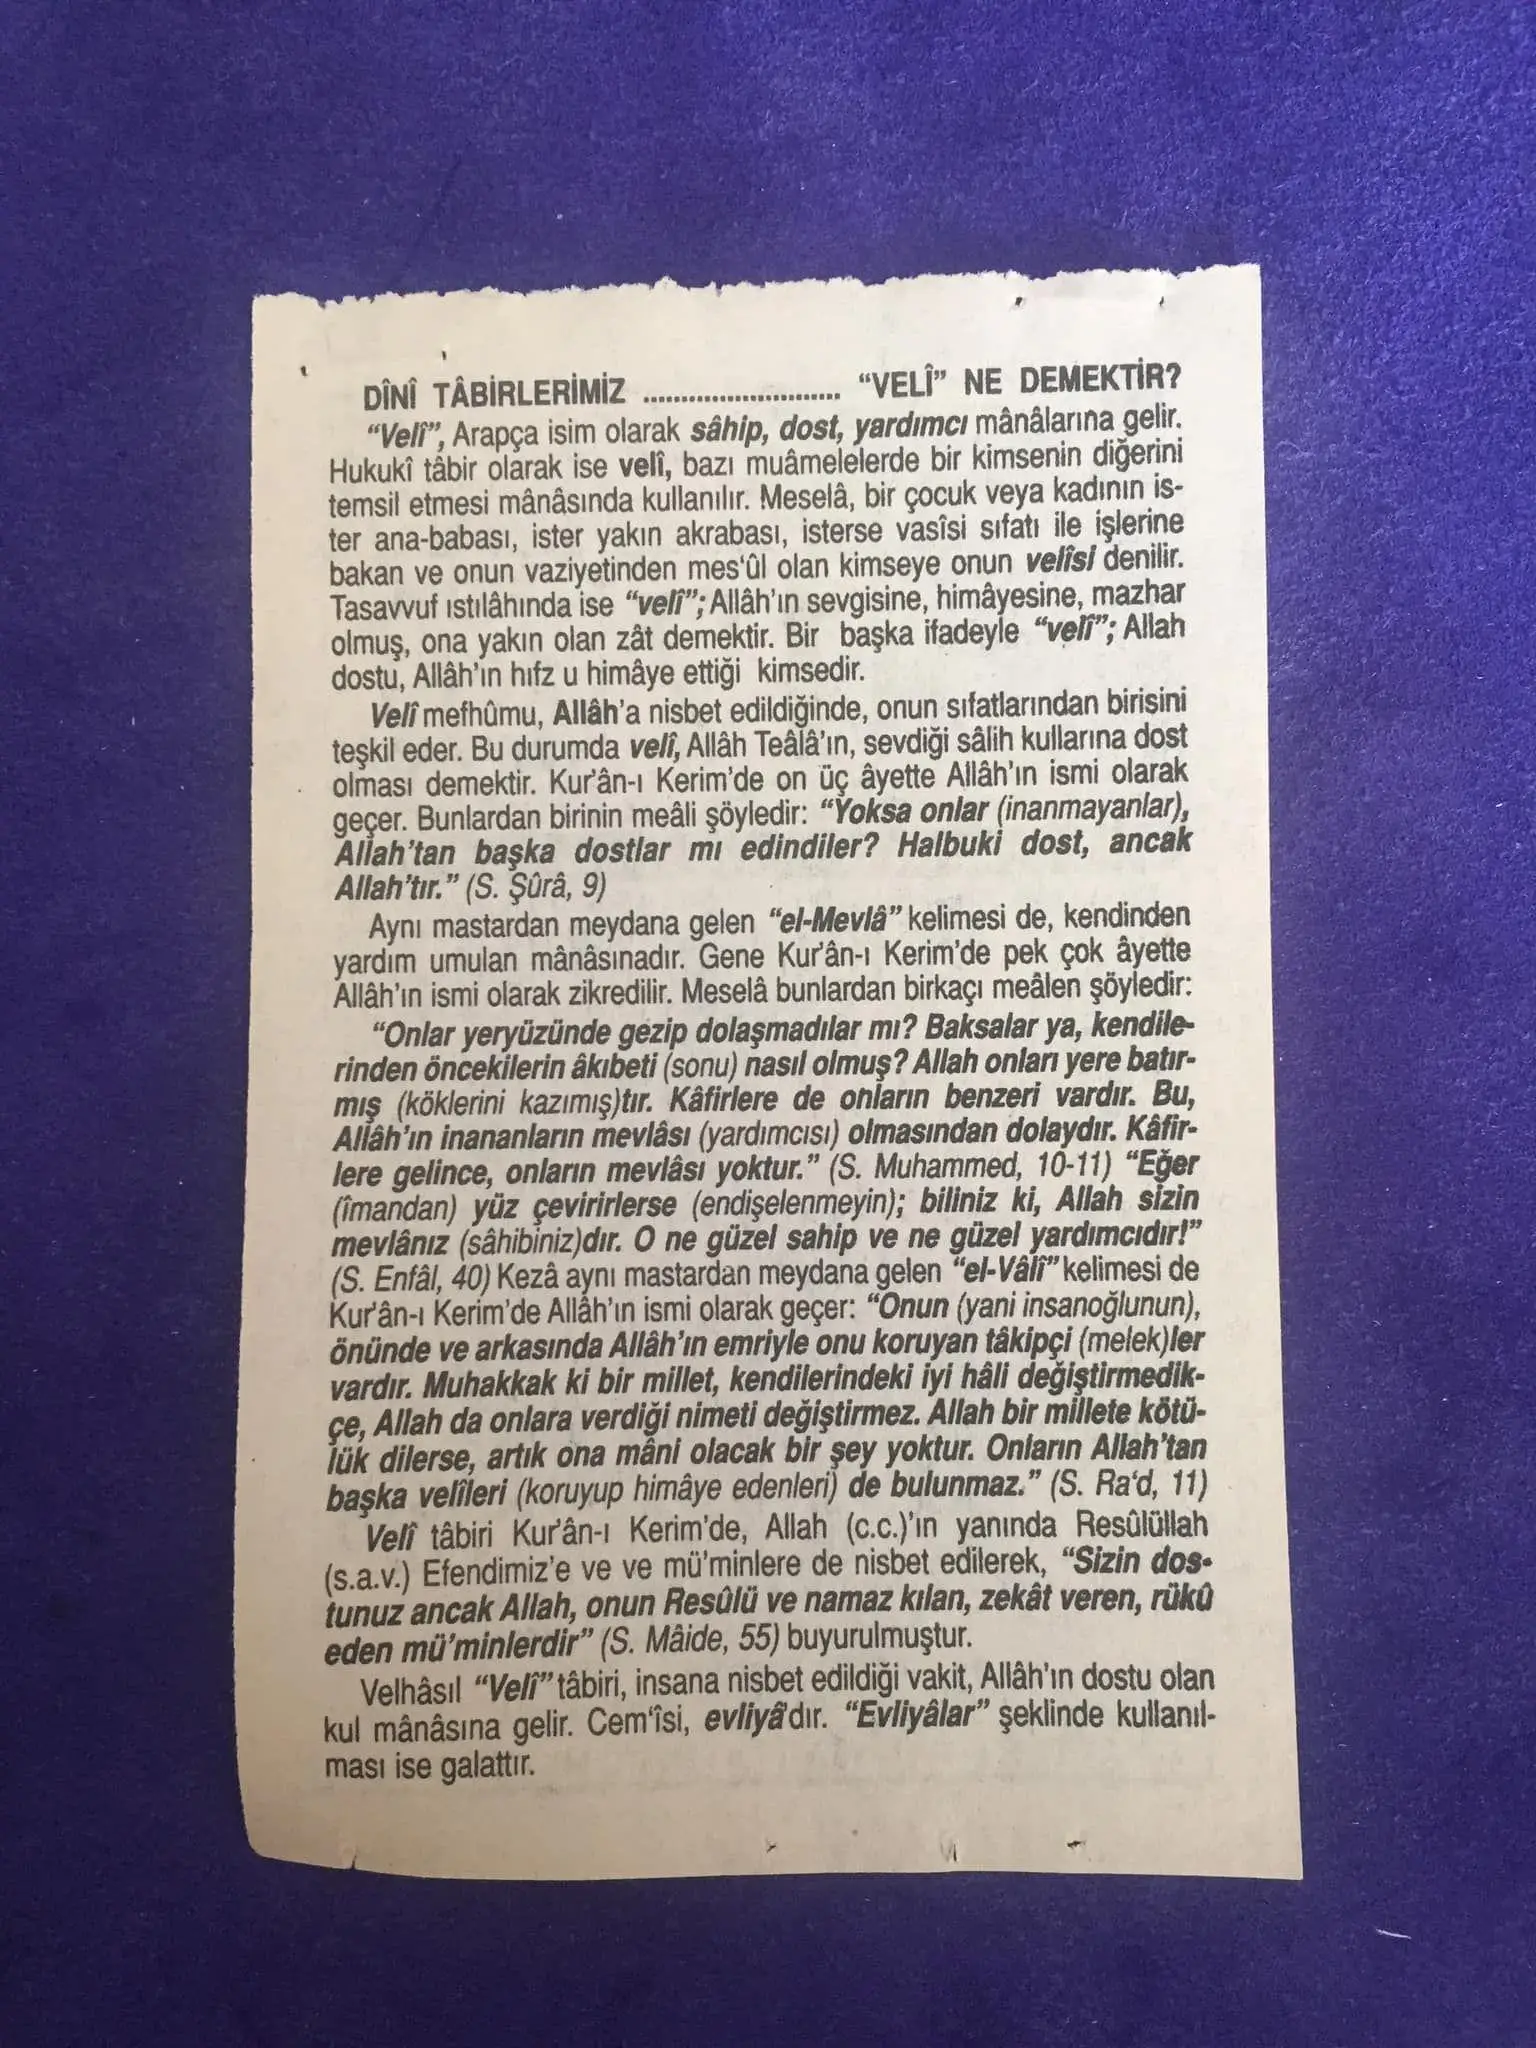 DÎNÎ TÂBİRLERİMİZ .......................... “VELΔ NE DEMEKTİR?
“Velî”, Arapça isim olarak sâhip, dost, yardımcı mânâlarına gelir.
Hukukî tâbir olarak ise velî, bazı muâmelelerde bir kimsenin diğerini
temsil etmesi mânâsında kullanılır. Meselâ, bir çocuk veya kadının is-
ter ana-babası, ister yakın akrabası, isterse vasîsi sıfatı ile işlerine
bakan ve onun vaziyetinden mes‘ûl olan kimseye onun velîsi denilir.
Tasavvuf ıstılâhında ise “velî”; Allâh’ın sevgisine, himâyesine, mazhar
olmuş, ona yakın olan zât demektir. Bir başka ifadeyle “velî”; Allah
dostu, Allâh’ın hıfz u himâye ettiği kimsedir.
Velî mefhûmu, Allâh’a nisbet edildiğinde, onun sıfatlarından birisini
teşkil eder. Bu durumda velî, Allâh Teâlâ’ın, sevdiği sâlih kullarına dost
olması demektir. Kur’ân-ı Kerim’de on üç âyette Allâh’ın ismi olarak
geçer. Bunlardan birinin meâli şöyledir: “Yoksa onlar (inanmayanlar),
Allah’tan başka dostlar mı edindiler? Halbuki dost, ancak
Allah’tır.” (S. Şûrâ, 9)
Aynı mastardan meydana gelen “el-Mevlâ” kelimesi de, kendinden
yardım umulan mânâsınadır. Gene Kur’ân-ı Kerim’de pek çok âyette
Allâh’ın ismi olarak zikredilir. Meselâ bunlardan birkaçı meâlen şöyledir:
“Onlar yeryüzünde gezip dolaşmadılar mı? Baksalar ya, kendile-
rinden öncekilerin âkıbeti (sonu) nasıl olmuş? Allah onları yere batır-
mış (köklerini kazımış)tır. Kâfirlere de onların benzeri vardır. Bu,
Allâh’ın inananların mevlâsı (yardımcısı) olmasından dolaydır. Kâfir-
lere gelince, onların mevlâsı yoktur.” (S. Muhammed, 10-11) “Eğer
(îmandan) yüz çevirirlerse (endişelenmeyin); biliniz ki, Allah sizin
mevlânız (sâhibiniz)dır. O ne güzel sahip ve ne güzel yardımcıdır!”
(S. Enfâl, 40) Kezâ aynı mastardan meydana gelen “el-Vâlî” kelimesi de
Kur’ân-ı Kerim’de Allâh’ın ismi olarak geçer: “Onun (yani insanoğlunun),
önünde ve arkasında Allâh’ın emriyle onu koruyan tâkipçi (melek)ler
vardır. Muhakkak ki bir millet, kendilerindeki iyi hâli değiştirmedik-
çe, Allah da onlara verdiği nimeti değiştirmez. Allah bir millete kötü-
lük dilerse, artık ona mâni olacak bir şey yoktur. Onların Allah’tan
başka velîleri (koruyup himâye edenleri) de bulunmaz.” (S. Ra‘d, 11)
Velî tâbiri Kur’ân-ı Kerim’de, Allah (c.c.)’ın yanında Resûlüllah
(s.a.v.) Efendimiz’e ve ve mü’minlere de nisbet edilerek, “Sizin dos-
tunuz ancak Allah, onun Resûlü ve namaz kılan, zekât veren, rükû
eden mü’minlerdir” (S. Mâide, 55) buyurulmuştur.
Velhâsıl “Velî” tâbiri, insana nisbet edildiği vakit, Allâh’ın dostu olan
kul mânâsına gelir. Cem‘îsi, evliyâ’dır. “Evliyâlar” şeklinde kullanıl-
ması ise galattır.